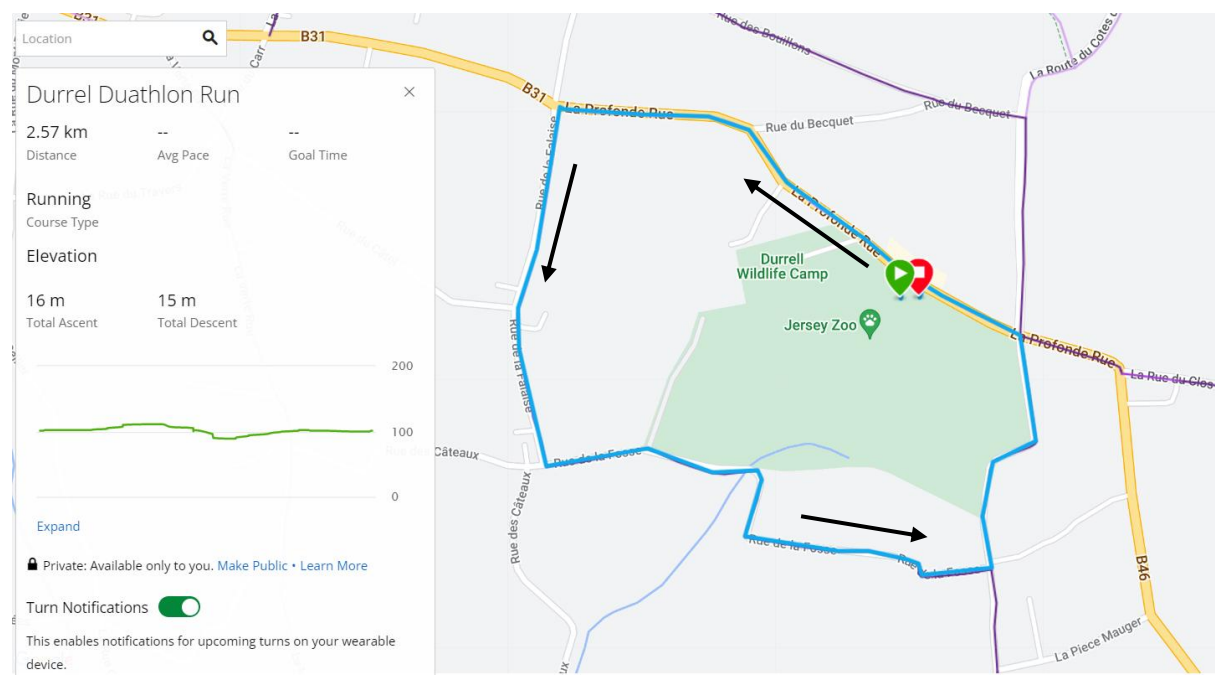 Location
Durrel Duathlon Run
2.57 km
--
--
Distance
Avg Pace
Goal Time
Running
Course Type
Elevation
16 m
15 m
Total Ascent
Total Descent
200
100
0
Expand
Private: Available only to you. Make Public • Learn More
Turn Notifications
This enables notifications for upcoming turns on your wearable
device.
B31
B31
La Profonde Rue
Rue des Bouillons
Rue du Becquet
Rue du Becquet
La Route du Cotes
Rue de la Falaise
La Profonde Rue
Durrell
Wildlife Camp
Jersey Zoo
La Profonde Rue
La Rue du Clos
Rue de la Falaise
Câteaux
Rue de la Fosse
Rue des Câteaux
Rue de la Fosse
Rue de la Fosse
B46
La Piece Mauger